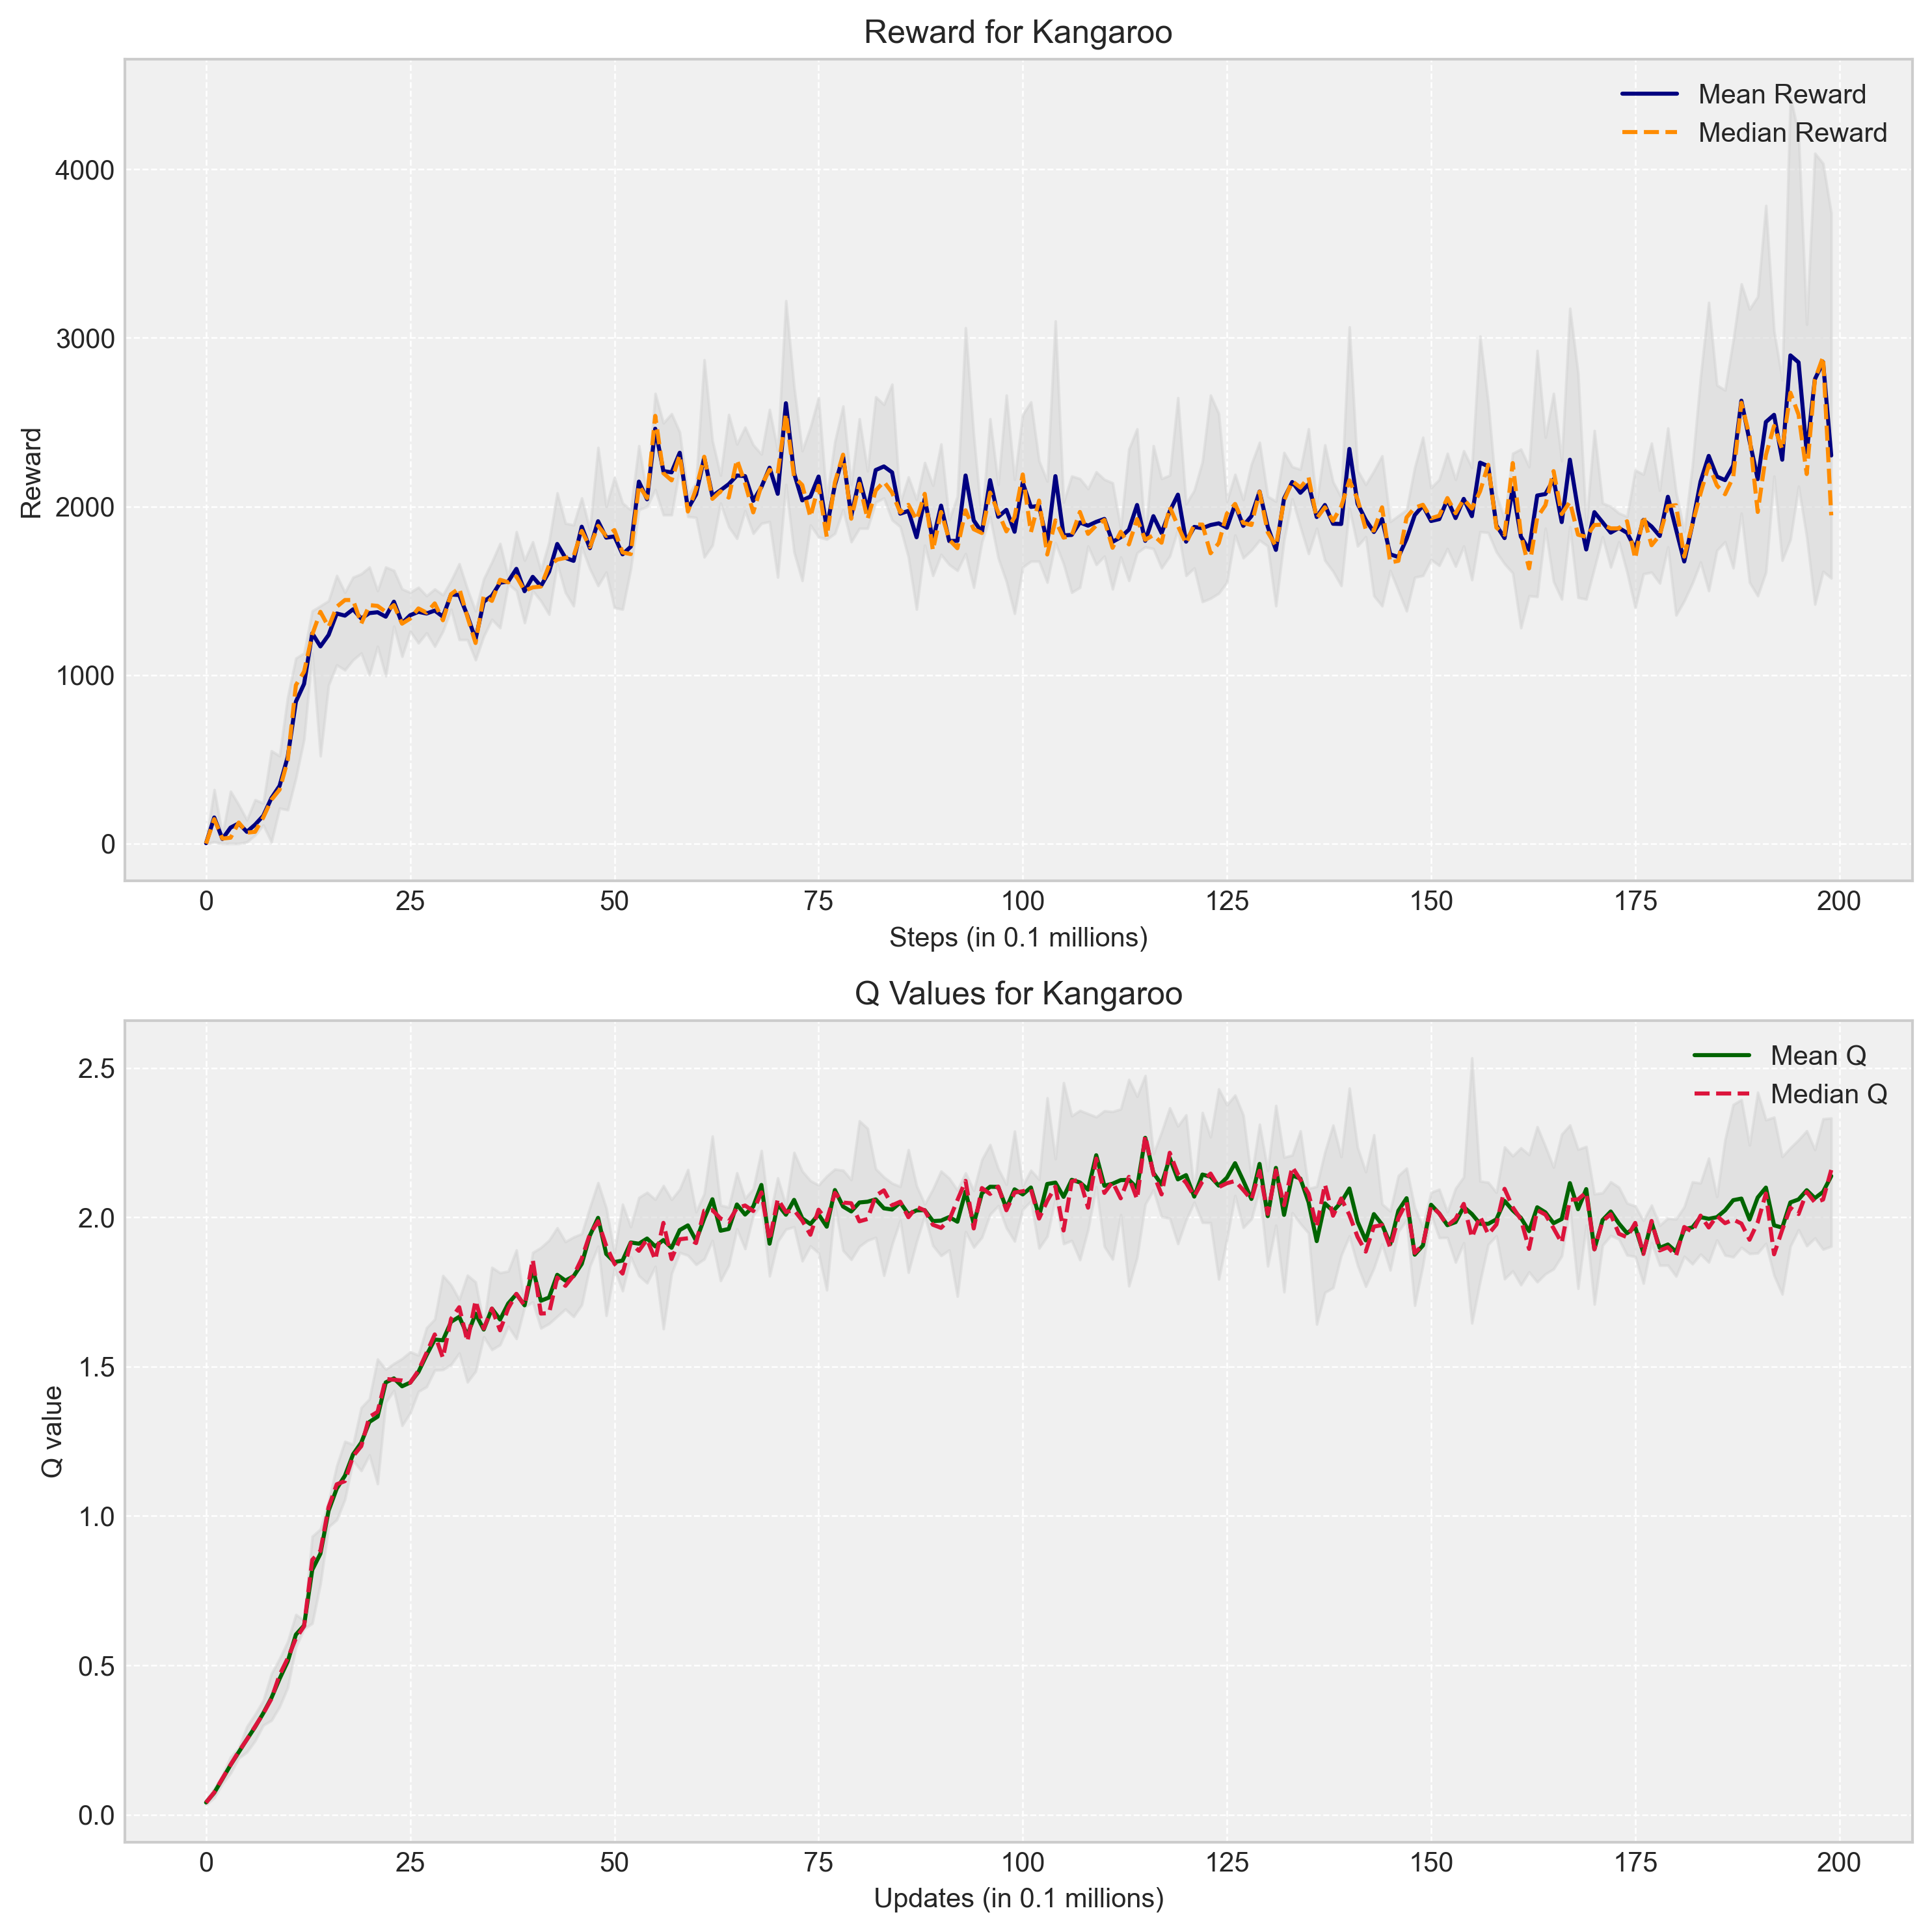 Reward for Kangaroo
Mean Reward
Median Reward
4000
3000
2000
1000
0
Reward
0 25 50 75 100 125 150 175 200
Steps (in 0.1 millions)
Q Values for Kangaroo
Mean Q
Median Q
2.5
2.0
1.5
1.0
0.5
0.0
Q value
0 25 50 75 100 125 150 175 200
Updates (in 0.1 millions)